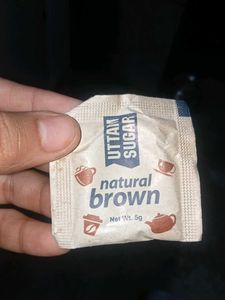 UTTAM
SUGAR
natural
brown
Net Wt. 5g